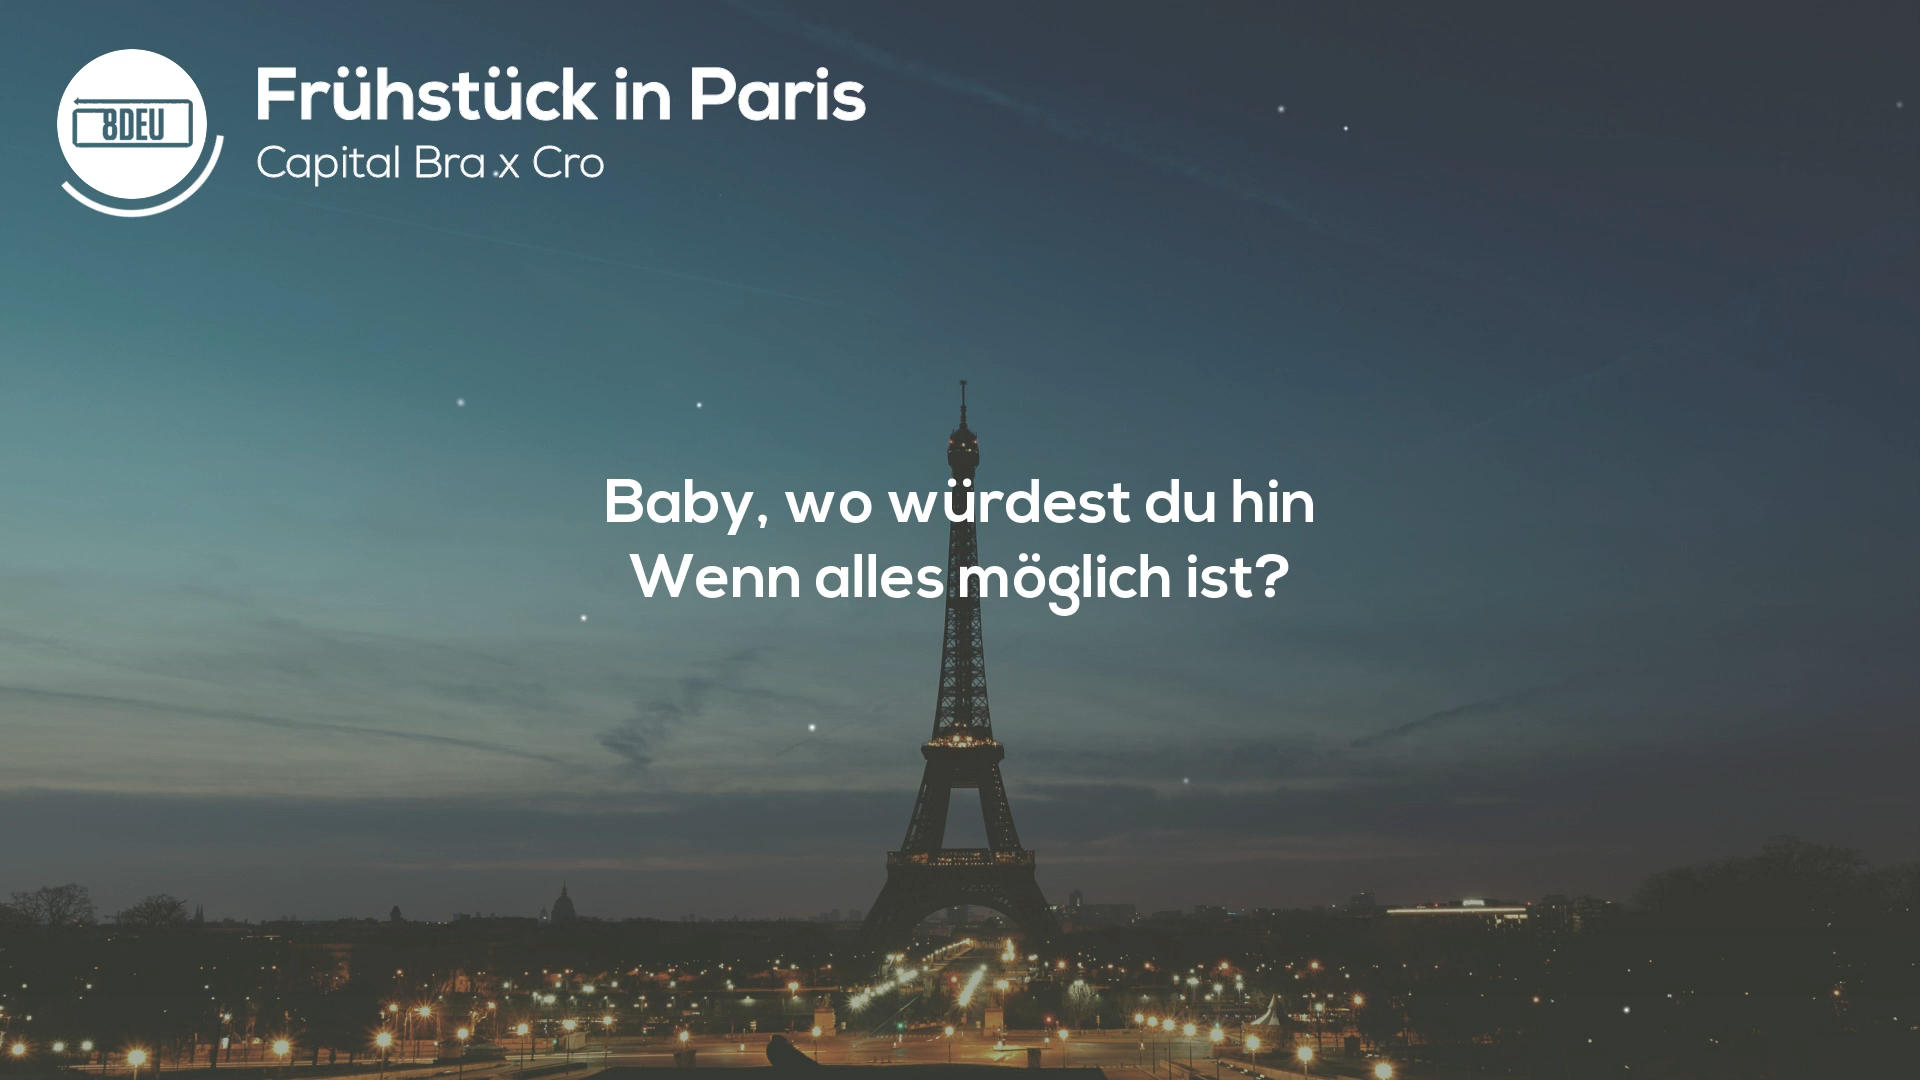 8DEU
Frühstück in Paris
Capital Bra x Cro
Baby, wo würdest du hin
Wenn alles möglich ist?